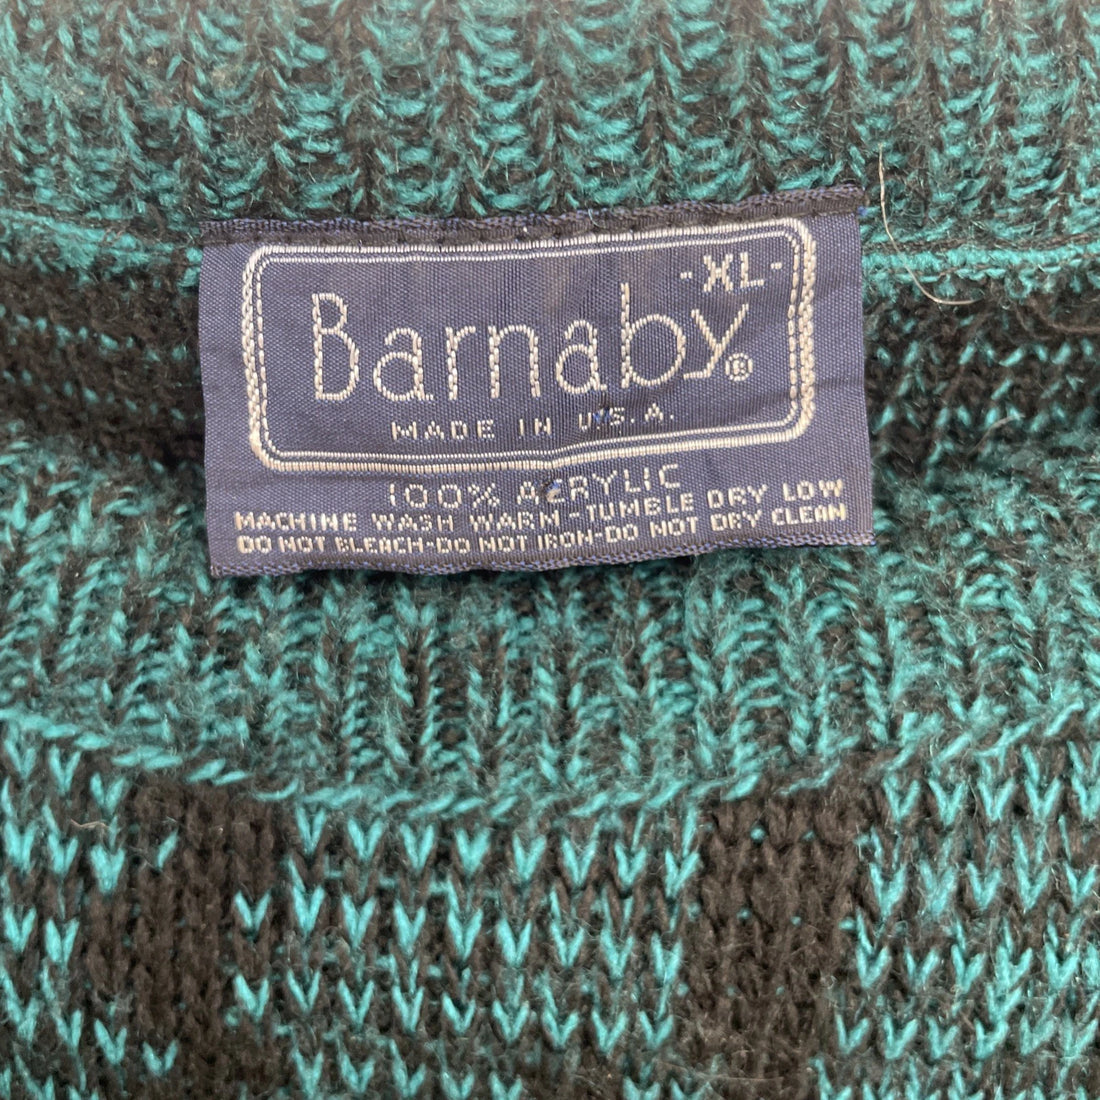 -XL-
Barnaby®
MADE IN U.S.A.
100% ACRYLIC
MACHINE WASH WARM-TUMBLE DRY LOW
DO NOT BLEACH-DO NOT IRON-DO NOT DRY CLEAN